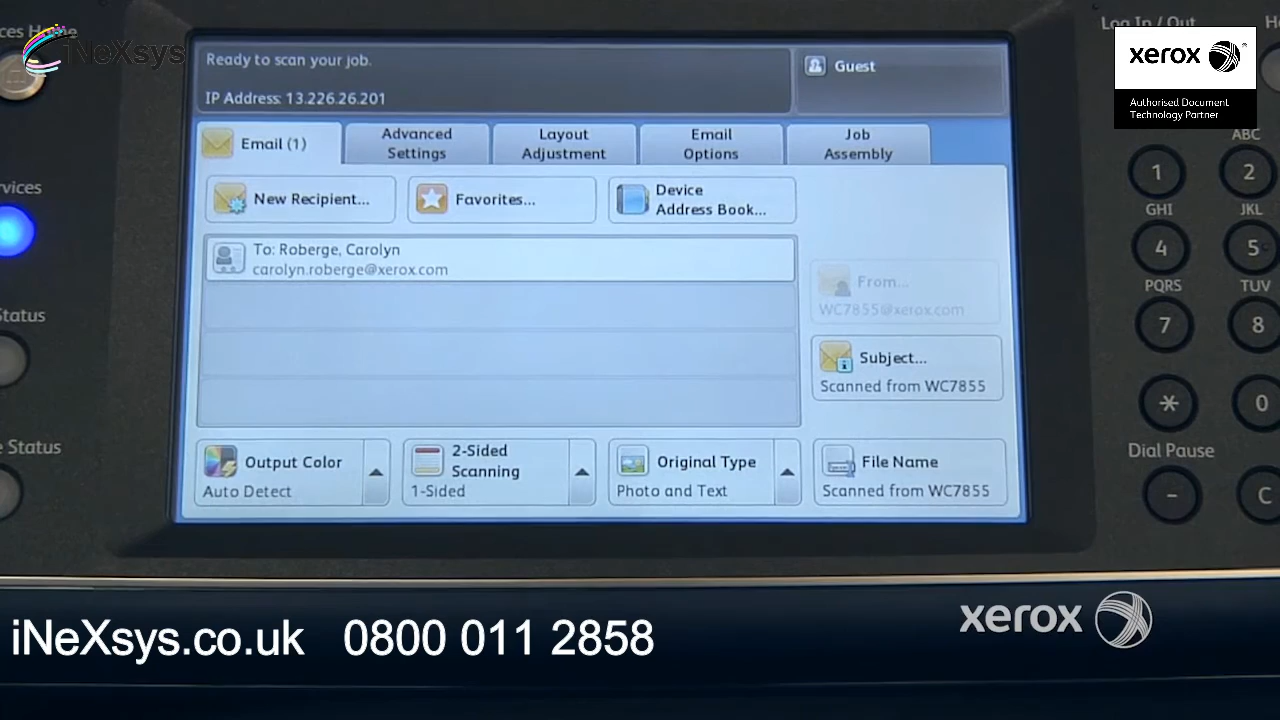 ces Home
iNeXsys
Log In / Out
He
xerox
Authorised Document
Technology Partner
Ready to scan your job.
IP Address: 13.226.26.201
Guest
Email (1)
Advanced
Settings
Layout
Adjustment
Email
Options
Job
Assembly
New Recipient...
Favorites...
Device
Address Book...
To: Roberge, Carolyn
carolyn.roberge@xerox.com
From...
WC7855@xerox.com
Subject...
Scanned from WC7855
Output Color
Auto Detect
2-Sided
Scanning
1-Sided
Original Type
Photo and Text
File Name
Scanned from WC7855
vices
Status
e Status
ABC
1
2
GHI
JKL
4
5
PQRS
TUV
7
8
*
0
Dial Pause
-
C
xerox
iNeXsys.co.uk 0800 011 2858